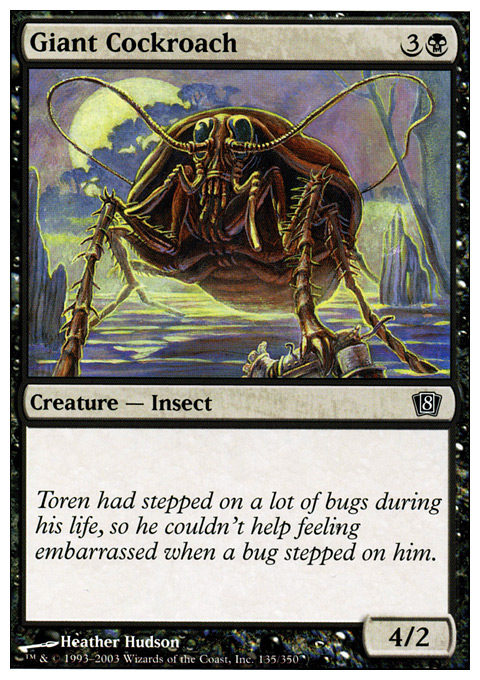 Giant Cockroach 3
Creature — Insect 8
Toren had stepped on a lot of bugs during
his life, so he couldn't help feeling
embarrassed when a bug stepped on him.
4/2
Heather Hudson
™ & © 1993–2003 Wizards of the Coast, Inc. 135/350